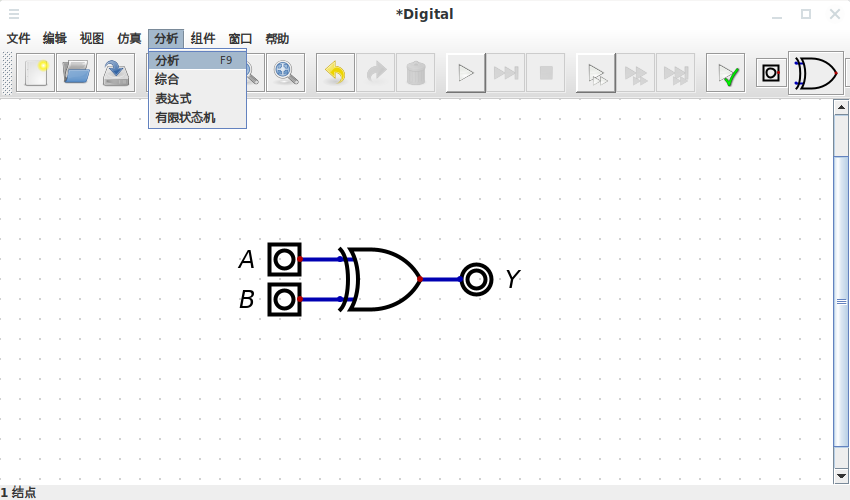 *Digital
文件 编辑 视图 仿真 分析 组件 窗口 帮助
分析 F9
综合
表达式
有限状态机
A
B
Y
1 结点